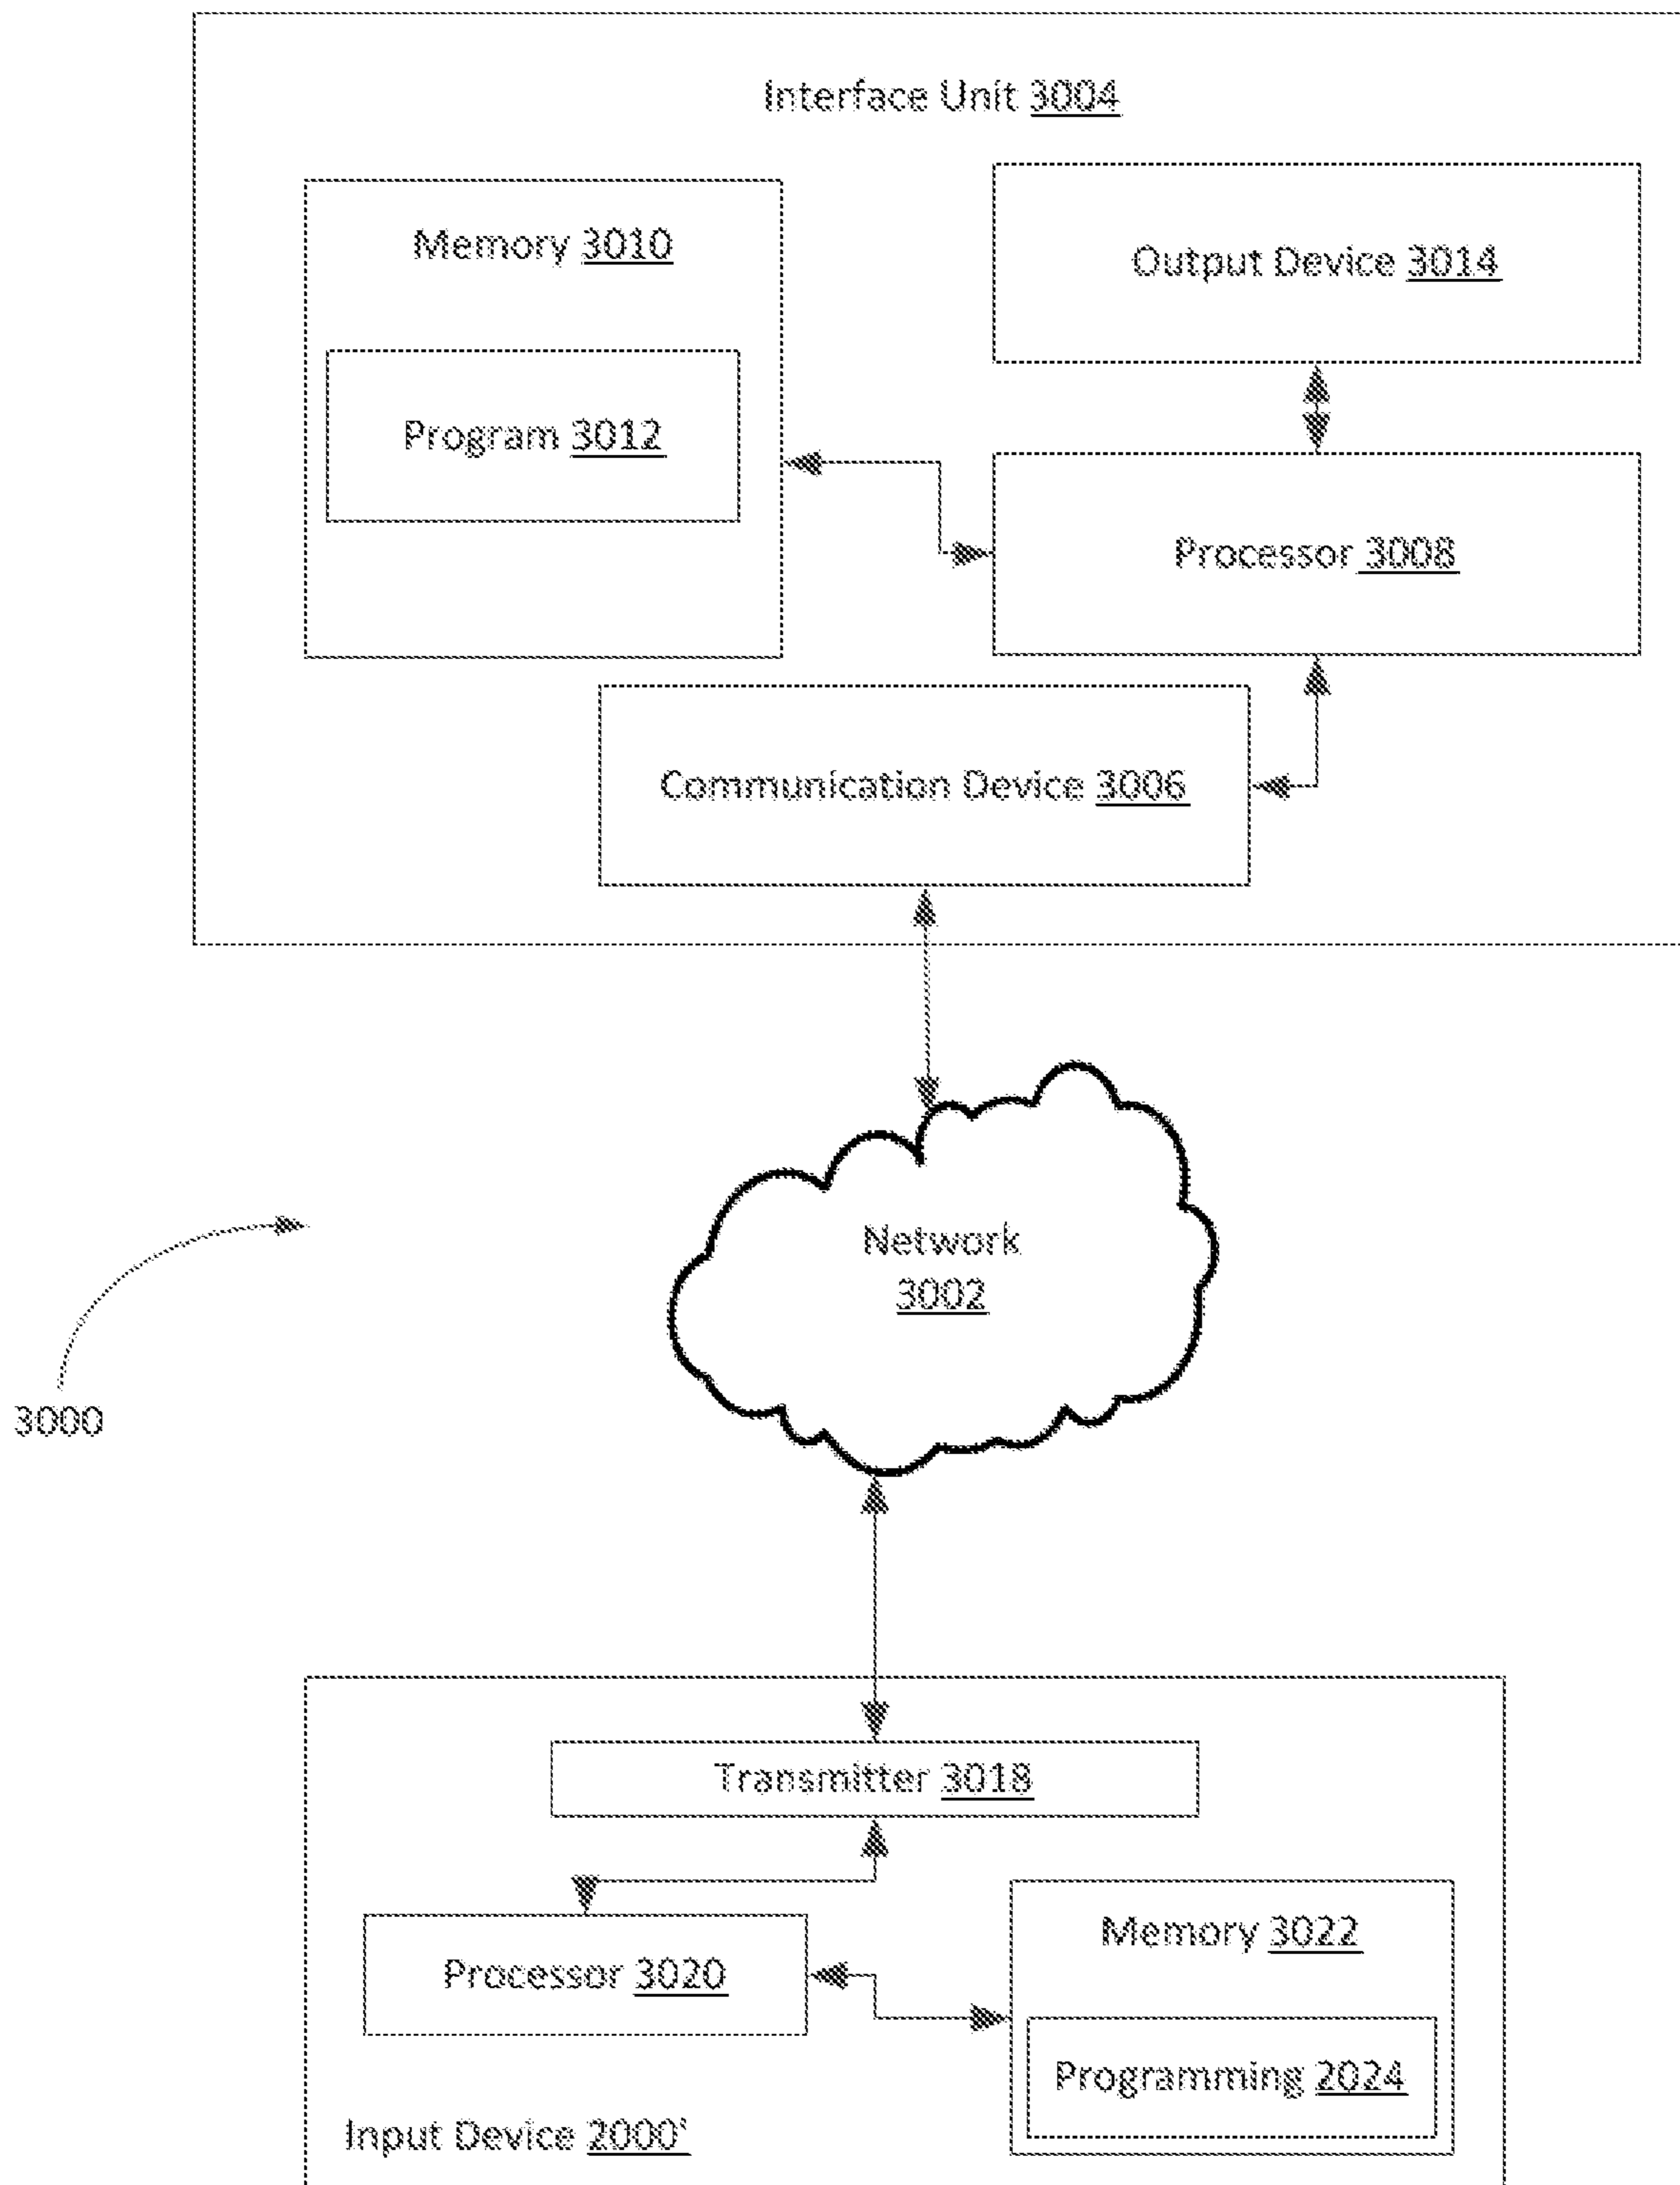 Interface Unit 3004
Memory 3010
Output Device 3014
Program 3012
Processor 3008
Communication Device 3006
Network
3002
3000
Transmitter 3018
Processor 3020
Memory 3022
Programming 2024
Input Device 2000'